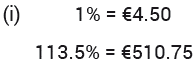 (i) 1% = €4.50
113.5% = €510.75